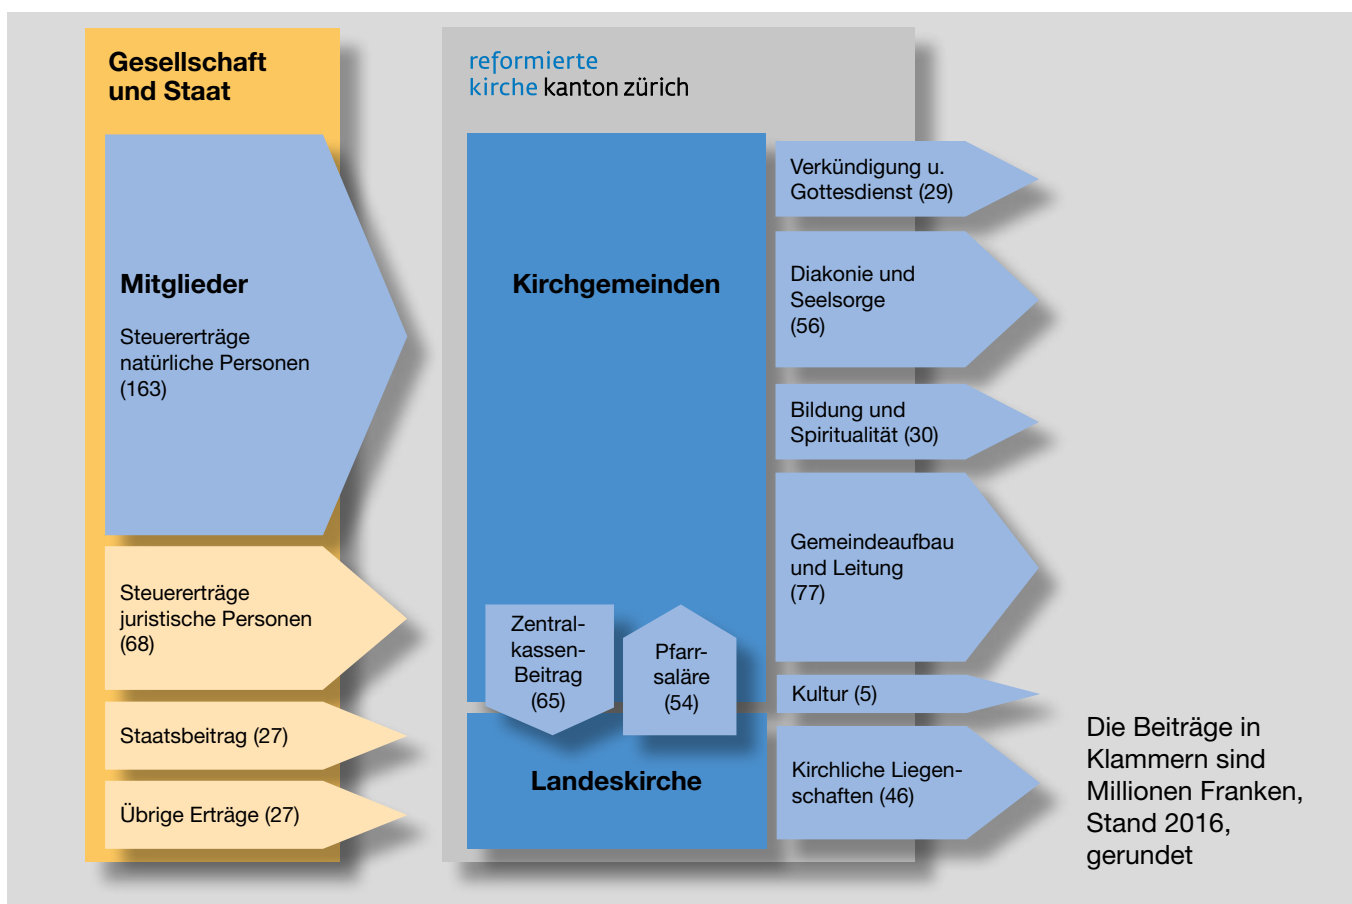 Gesellschaft
und Staat
Mitglieder
Steuererträge
natürliche Personen
(163)
Steuererträge
juristische Personen
(68)
Staatsbeitrag (27)
Übrige Erträge (27)
reformierte
kirche kanton zürich
Kirchgemeinden
Zentral-
kassen-
Beitrag
(65)
Pfarr-
saläre
(54)
Landeskirche
Verkündigung u.
Gottesdienst (29)
Diakonie und
Seelsorge
(56)
Bildung und
Spiritualität (30)
Gemeindeaufbau
und Leitung
(77)
Kultur (5)
Kirchliche Liegen-
schaften (46)
Die Beiträge in
Klammern sind
Millionen Franken,
Stand 2016,
gerundet